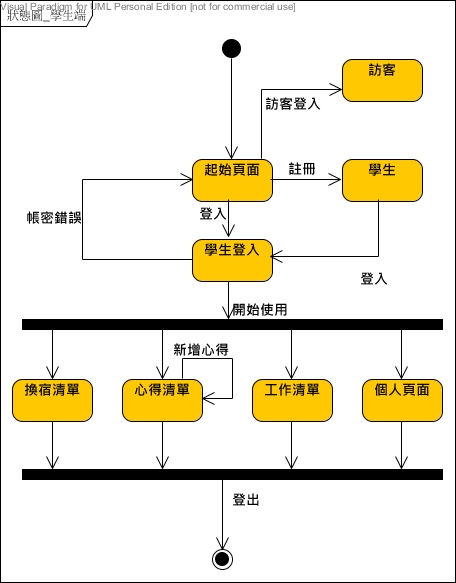 Visual Paradigm for UML Personal Edition [not for commercial use]
狀態圖_學生端
訪客
訪客登入
起始頁面
註冊
學生
登入
帳密錯誤
學生登入
登入
開始使用
新增心得
換宿清單
心得清單
工作清單
個人頁面
登出